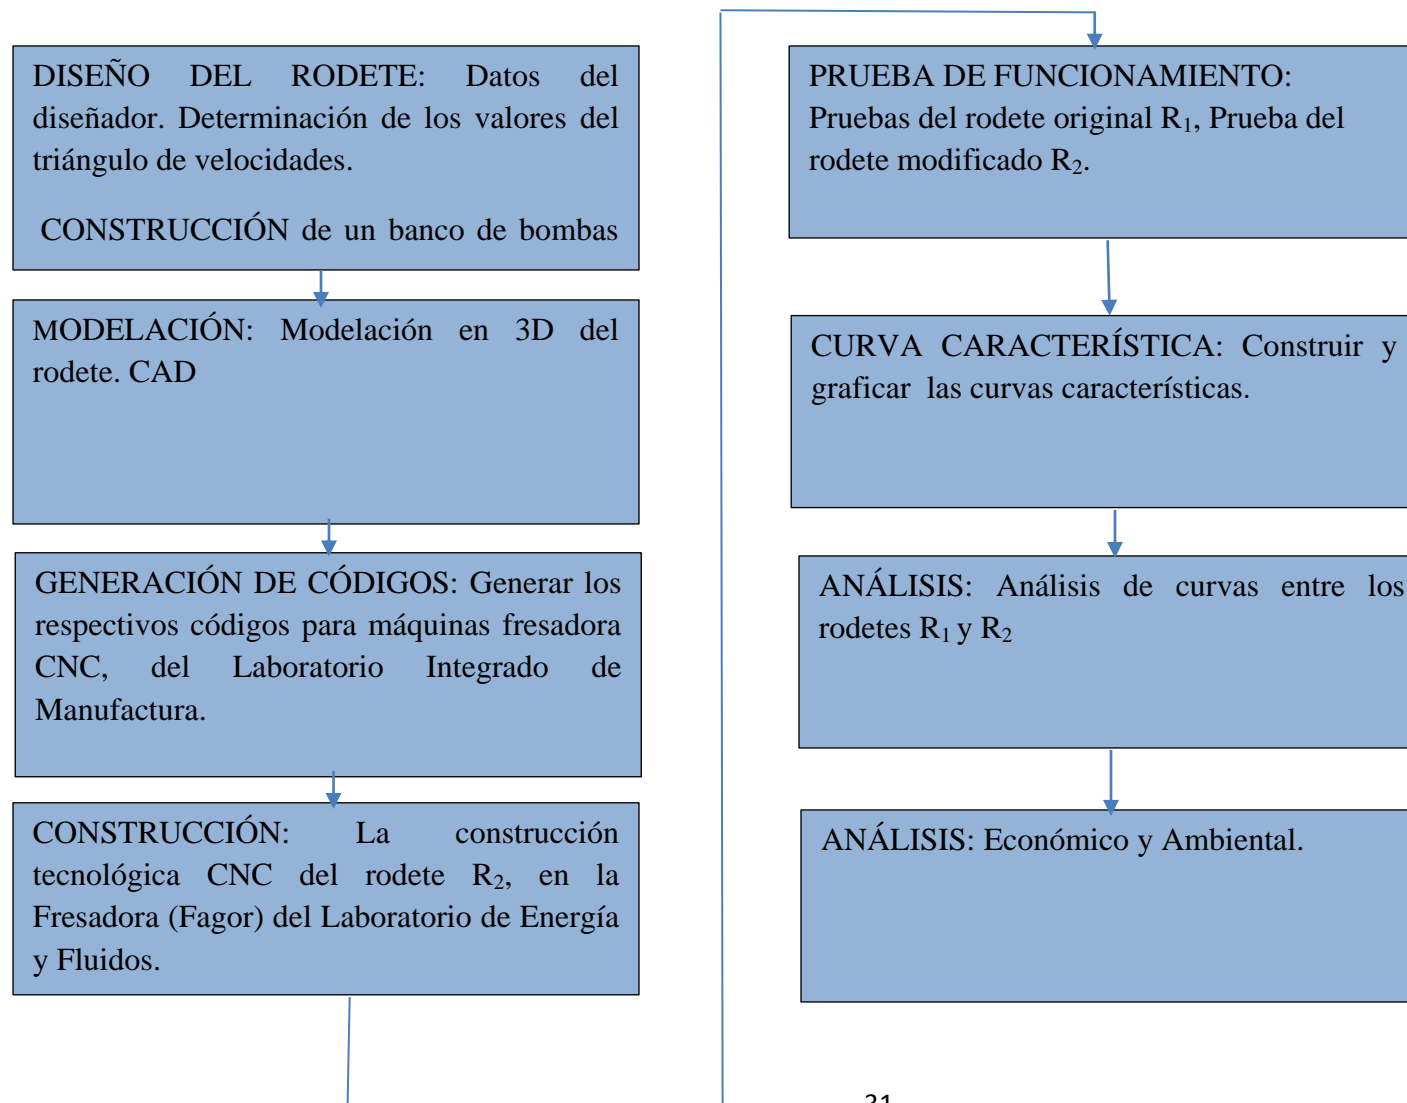 DISEÑO DEL RODETE: Datos del
diseñador. Determinación de los valores del
triángulo de velocidades.
CONSTRUCCIÓN de un banco de bombas
MODELACIÓN: Modelación en 3D del
rodete. CAD
GENERACIÓN DE CÓDIGOS: Generar los
respectivos códigos para máquinas fresadora
CNC, del Laboratorio Integrado de
Manufactura.
CONSTRUCCIÓN: La construcción
tecnológica CNC del rodete R₂, en la
Fresadora (Fagor) del Laboratorio de Energía
y Fluidos.
PRUEBA DE FUNCIONAMIENTO:
Pruebas del rodete original R₁, Prueba del
rodete modificado R₂.
CURVA CARACTERÍSTICA: Construir y
graficar las curvas características.
ANÁLISIS: Análisis de curvas entre los
rodetes R₁ y R₂
ANÁLISIS: Económico y Ambiental.
31